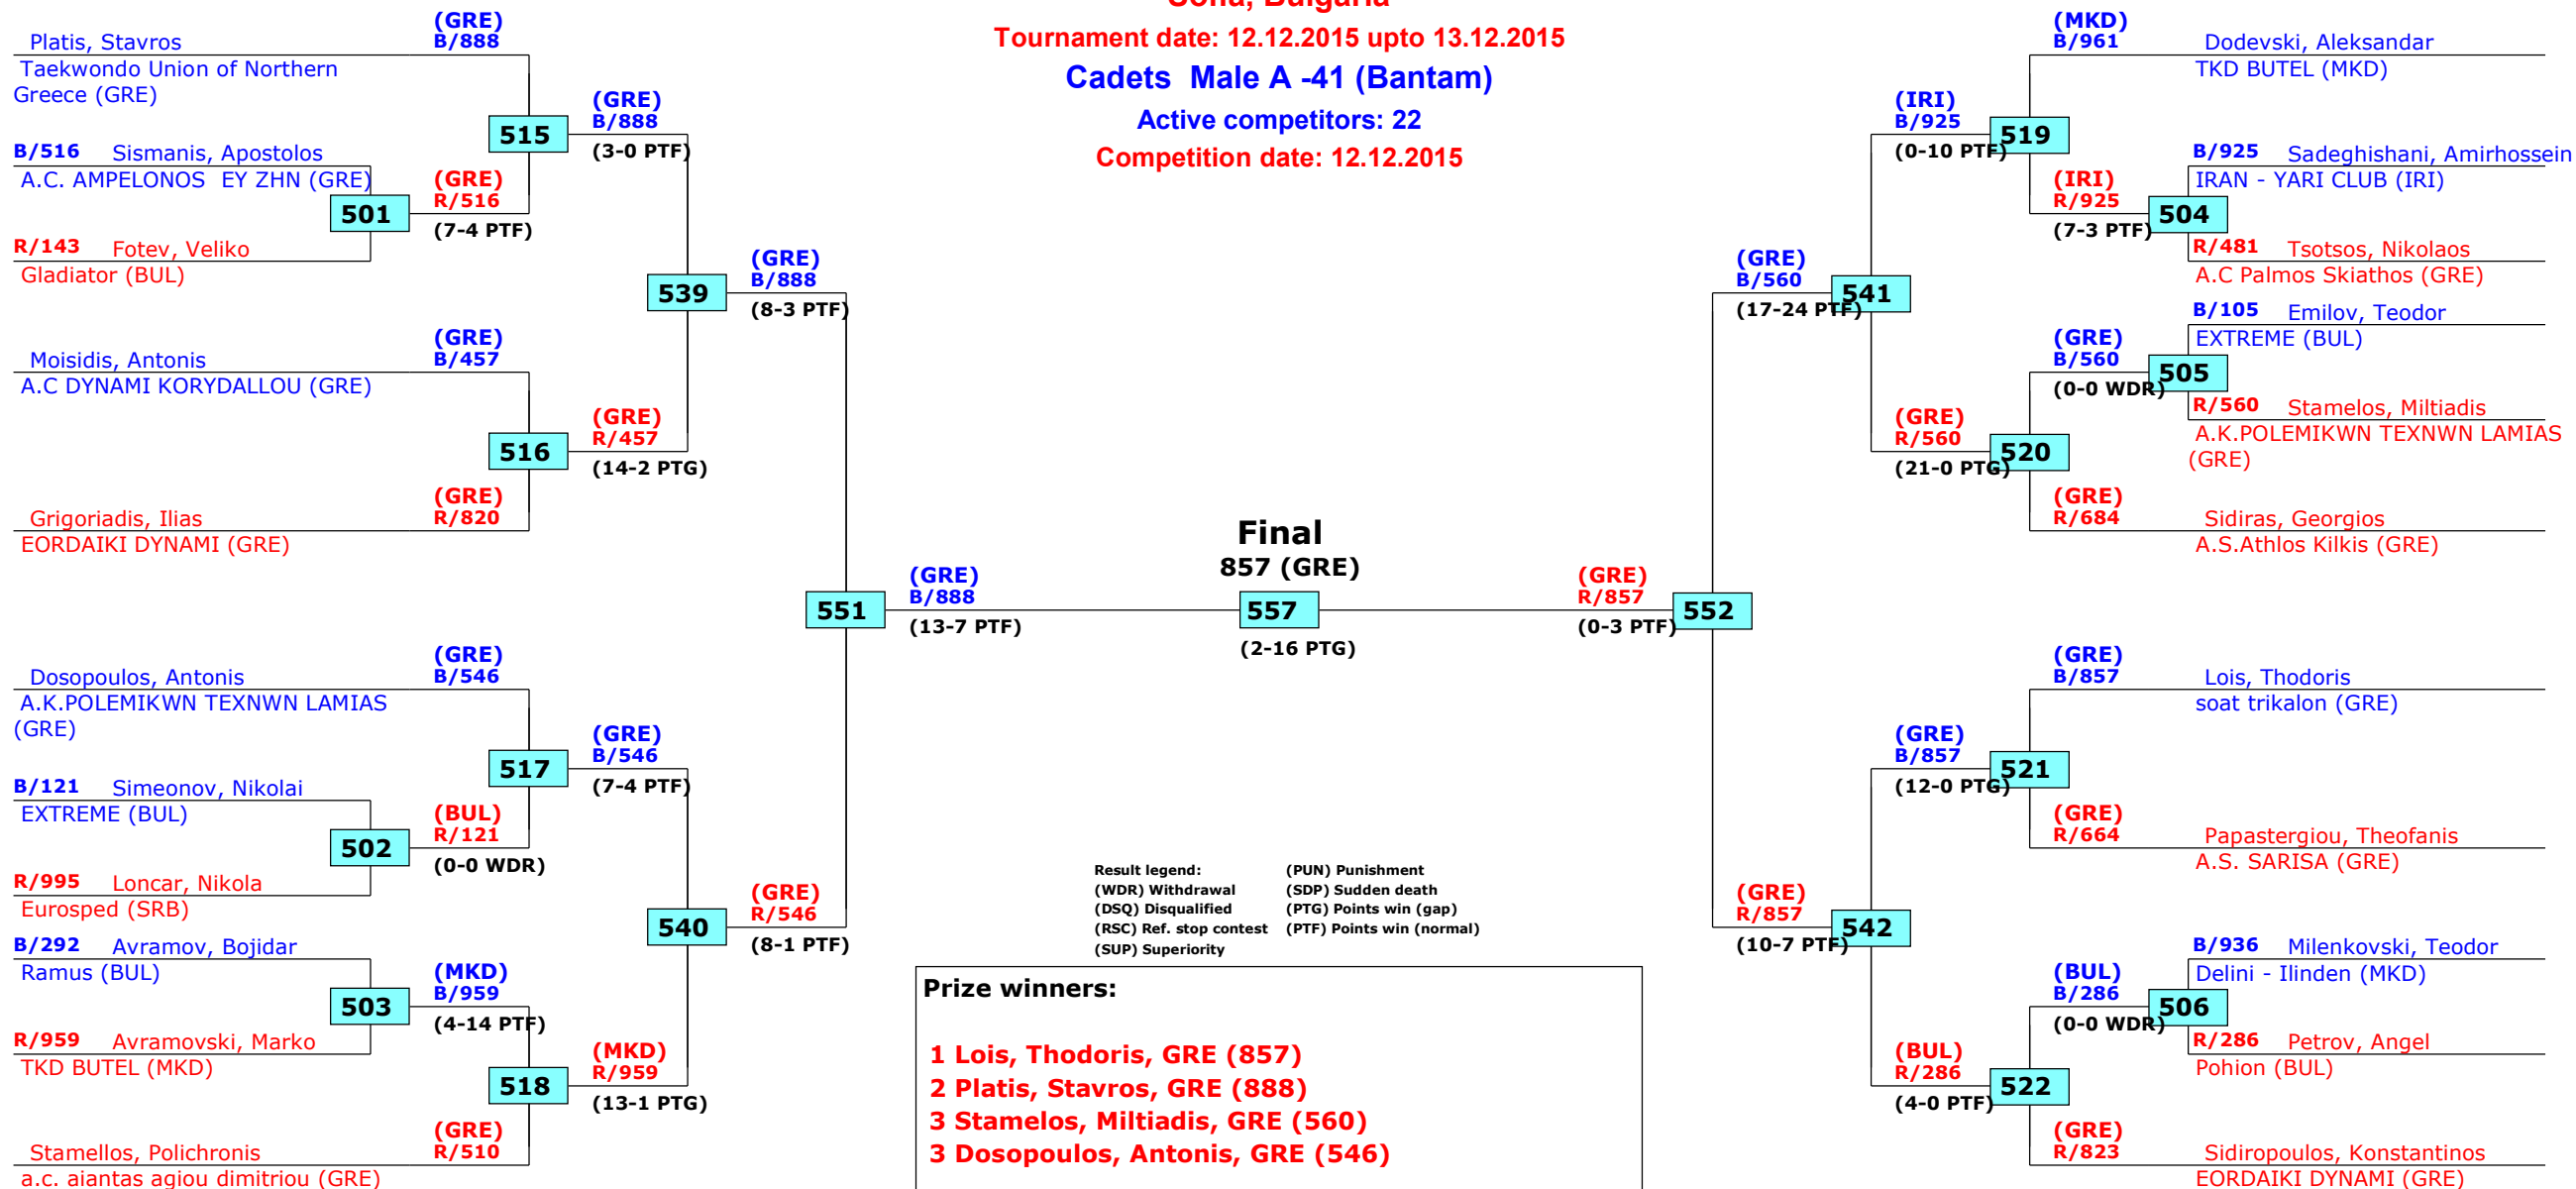 Sofia, Bulgaria
Tournament date: 12.12.2015 upto 13.12.2015
Cadets Male A -41 (Bantam)
Active competitors: 22
Competition date: 12.12.2015
Platis, Stavros
(GRE)
B/888
Taekwondo Union of Northern
Greece (GRE)
(GRE)
B/888
515
(3-0 PTF)
B/516 Sismanis, Apostolos
A.C. AMPELONOS EY ZHN (GRE)
(GRE)
R/516
501
(7-4 PTF)
R/143 Fotev, Veliko
Gladiator (BUL)
(GRE)
B/888
539
(8-3 PTF)
(GRE)
B/457
Moisidis, Antonis
A.C DYNAMI KORYDALLOU (GRE)
(GRE)
R/457
516
(14-2 PTG)
(GRE)
R/820
Grigoriadis, Ilias
EORDAIKI DYNAMI (GRE)
551
(GRE)
B/888
(13-7 PTF)
(GRE)
B/546
Dosopoulos, Antonis
A.K.POLEMIKWN TEXNWN LAMIAS
(GRE)
(GRE)
B/546
517
(7-4 PTF)
B/121 Simeonov, Nikolai
EXTREME (BUL)
(BUL)
R/121
502
(0-0 WDR)
R/995 Loncar, Nikola
Eurosped (SRB)
(GRE)
R/546
540
(8-1 PTF)
B/292 Avramov, Bojidar
Ramus (BUL)
(MKD)
B/959
503
(4-14 PTF)
R/959 Avramovski, Marko
TKD BUTEL (MKD)
(MKD)
R/959
518
(13-1 PTG)
(GRE)
R/510
Stamellos, Polichronis
a.c. aiantas agiou dimitriou (GRE)
Final
857 (GRE)
557
(2-16 PTG)
(GRE)
R/857
552
(0-3 PTF)
(MKD)
B/961
Dodevski, Aleksandar
TKD BUTEL (MKD)
(IRI)
B/925
519
(0-10 PTF)
B/925 Sadeghishani, Amirhossein
IRAN - YARI CLUB (IRI)
(IRI)
R/925
504
(7-3 PTF)
R/481 Tsotsos, Nikolaos
A.C Palmos Skiathos (GRE)
(GRE)
B/560
541
(17-24 PTF)
B/105 Emilov, Teodor
EXTREME (BUL)
(GRE)
B/560
505
(0-0 WDR)
R/560 Stamelos, Miltiadis
A.K.POLEMIKWN TEXNWN LAMIAS
(GRE)
(GRE)
R/560
520
(21-0 PTG)
(GRE)
R/684
Sidiras, Georgios
A.S.Athlos Kilkis (GRE)
(GRE)
B/857
Lois, Thodoris
soat trikalon (GRE)
(GRE)
B/857
521
(12-0 PTG)
(GRE)
R/664
Papastergiou, Theofanis
A.S. SARISA (GRE)
(GRE)
R/857
542
(10-7 PTF)
B/936 Milenkovski, Teodor
Delini - Ilinden (MKD)
(BUL)
B/286
506
(0-0 WDR)
R/286 Petrov, Angel
Pohion (BUL)
(BUL)
R/286
522
(4-0 PTF)
(GRE)
R/823
Sidiropoulos, Konstantinos
EORDAIKI DYNAMI (GRE)
Result legend: (PUN) Punishment
(WDR) Withdrawal (SDP) Sudden death
(DSQ) Disqualified (PTG) Points win (gap)
(RSC) Ref. stop contest (PTF) Points win (normal)
(SUP) Superiority
Prize winners:
1 Lois, Thodoris, GRE (857)
2 Platis, Stavros, GRE (888)
3 Stamelos, Miltiadis, GRE (560)
3 Dosopoulos, Antonis, GRE (546)